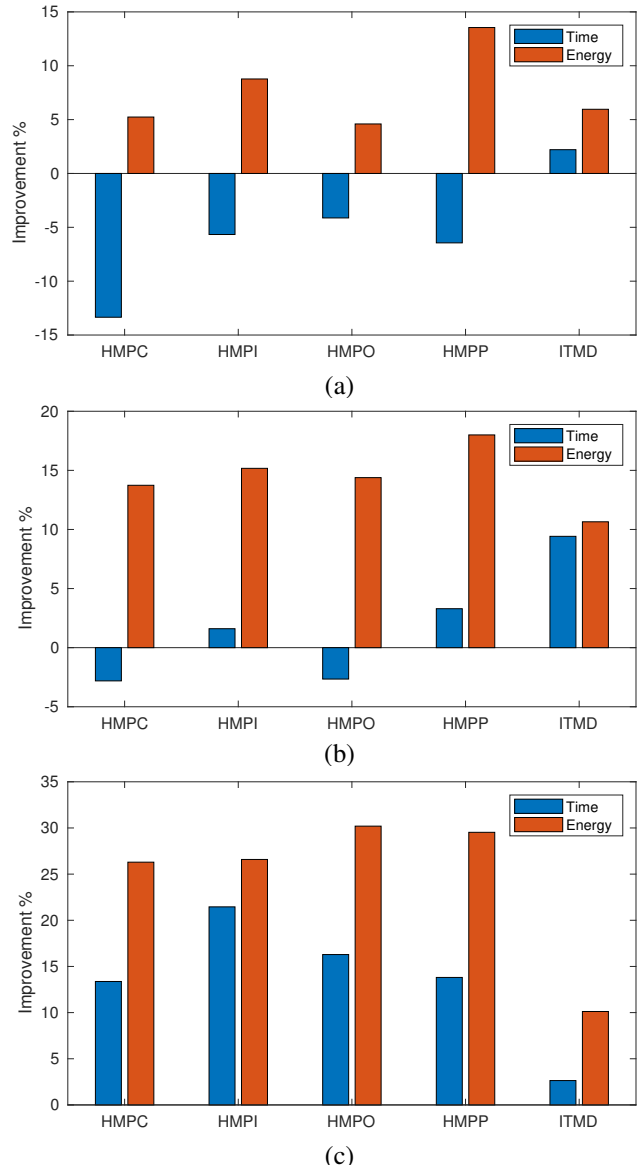 15
10
5
0
-5
-10
-15
Improvement %
Time
Energy
HMPC HMPI HMPO HMPP ITMD
(a)
20
15
10
5
0
-5
Improvement %
Time
Energy
HMPC HMPI HMPO HMPP ITMD
(b)
35
30
25
20
15
10
5
0
Improvement %
Time
Energy
HMPC HMPI HMPO HMPP ITMD
(c)